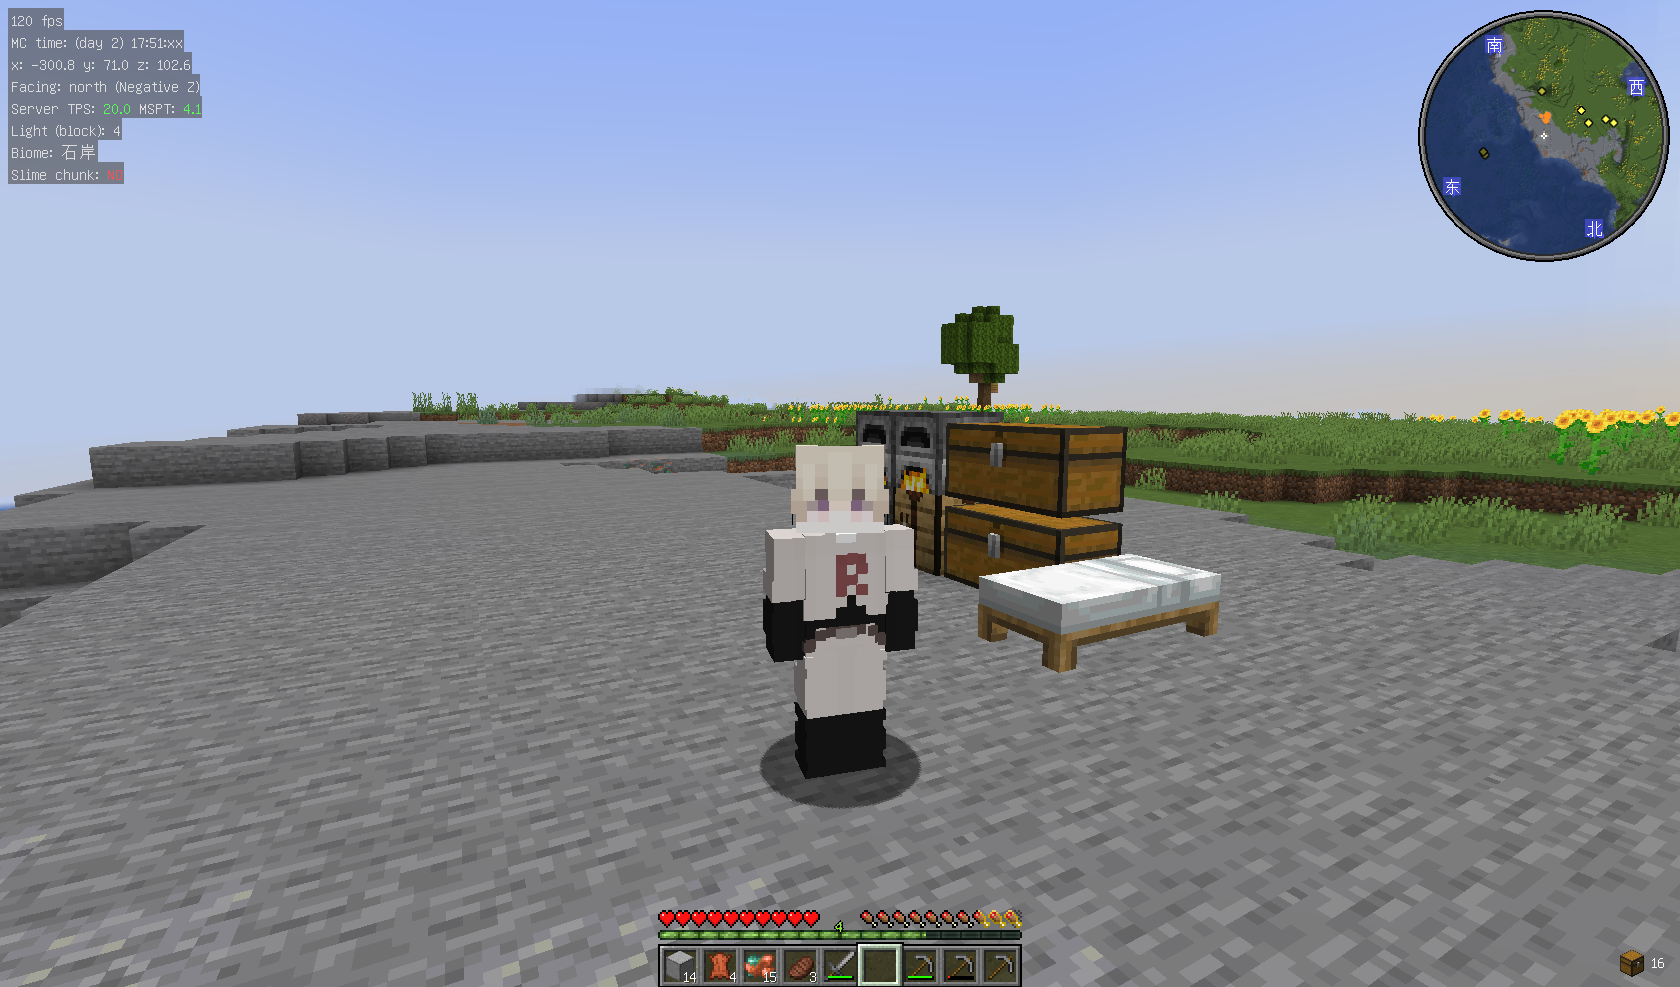 120 fps
MC time: (day 2) 17:51:xx
x: -300.8 y: 71.0 z: 102.6
Facing: north (Negative Z)
Server TPS: 20.0 MSPT: 4.1
Light (block): 4
Biome: 石岸
Slime chunk: NO
南
西
东
北
R
4
14
4
15
3
16